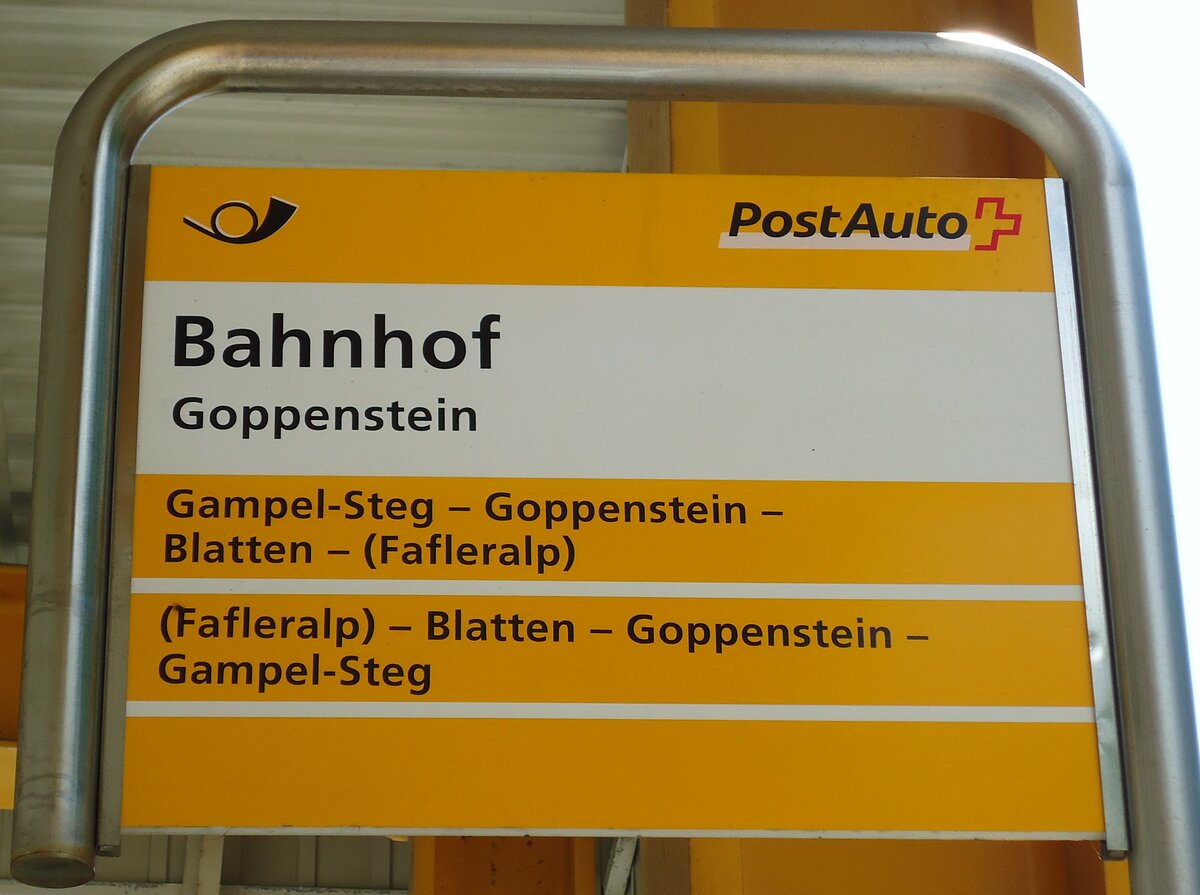 PostAuto
Bahnhof
Goppenstein
Gampel-Steg – Goppenstein –
Blatten – (Fafleralp)
(Fafleralp) – Blatten – Goppenstein –
Gampel-Steg